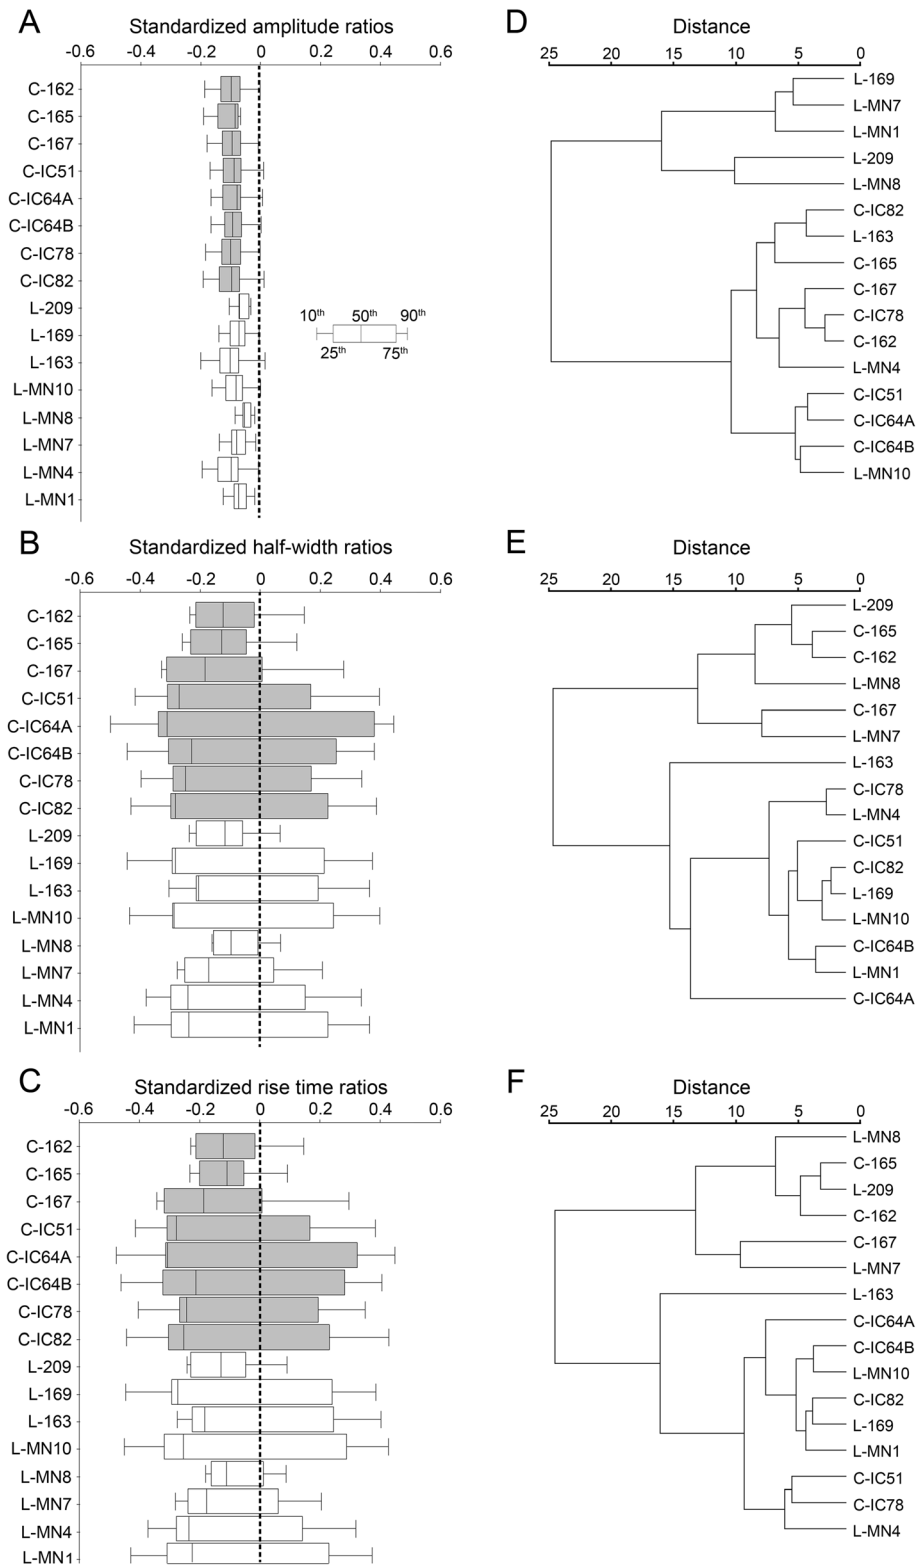 A
Standardized amplitude ratios
-0.6 -0.4 -0.2 0 0.2 0.4 0.6
C-162
C-165
C-167
C-IC51
C-IC64A
C-IC64B
C-IC78
C-IC82
L-209
L-169
L-163
L-MN10
L-MN8
L-MN7
L-MN4
L-MN1
10th 50th 90th
25th 75th
D
Distance
25 20 15 10 5 0
L-169
L-MN7
L-MN1
L-209
L-MN8
C-IC82
L-163
C-165
C-167
C-IC78
C-162
L-MN4
C-IC51
C-IC64A
C-IC64B
L-MN10
B
Standardized half-width ratios
-0.6 -0.4 -0.2 0 0.2 0.4 0.6
C-162
C-165
C-167
C-IC51
C-IC64A
C-IC64B
C-IC78
C-IC82
L-209
L-169
L-163
L-MN10
L-MN8
L-MN7
L-MN4
L-MN1
E
Distance
25 20 15 10 5 0
L-209
C-165
C-162
L-MN8
C-167
L-MN7
L-163
C-IC78
L-MN4
C-IC51
C-IC82
L-169
L-MN10
C-IC64B
L-MN1
C-IC64A
C
Standardized rise time ratios
-0.6 -0.4 -0.2 0 0.2 0.4 0.6
C-162
C-165
C-167
C-IC51
C-IC64A
C-IC64B
C-IC78
C-IC82
L-209
L-169
L-163
L-MN10
L-MN8
L-MN7
L-MN4
L-MN1
F
Distance
25 20 15 10 5 0
L-MN8
C-165
L-209
C-162
C-167
L-MN7
L-163
C-IC64A
C-IC64B
L-MN10
C-IC82
L-169
L-MN1
C-IC51
C-IC78
L-MN4